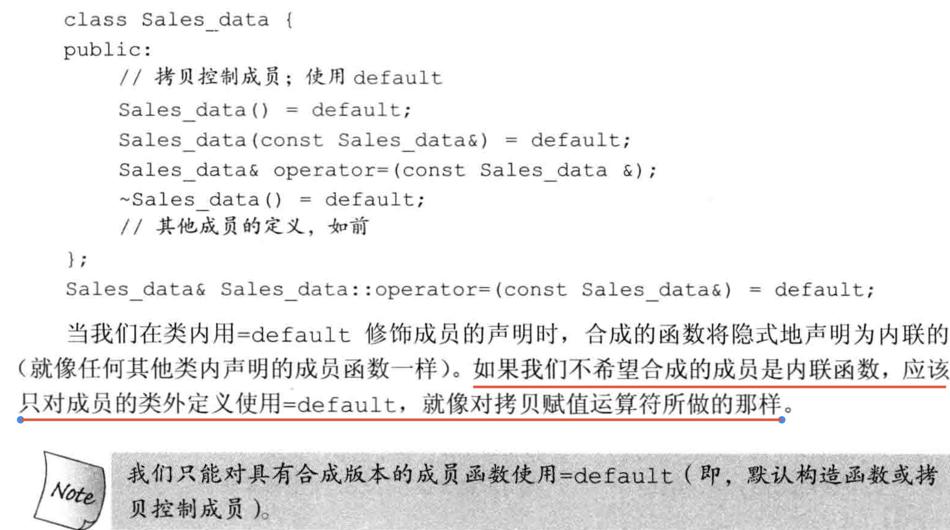 class Sales_data {
public:
// 拷贝控制成员；使用 default
Sales_data() = default;
Sales_data(const Sales_data&) = default;
Sales_data& operator=(const Sales_data &);
~Sales_data() = default;
// 其他成员的定义，如前
};
Sales_data& Sales_data::operator=(const Sales_data&) = default;
当我们在类内用=default 修饰成员的声明时，合成的函数将隐式地声明为内联的
（就像任何其他类内声明的成员函数一样）。如果我们不希望合成的成员是内联函数，应该
只对成员的类外定义使用=default，就像对拷贝赋值运算符所做的那样。
Note
我们只能对具有合成版本的成员函数使用=default（即，默认构造函数或拷
贝控制成员）。